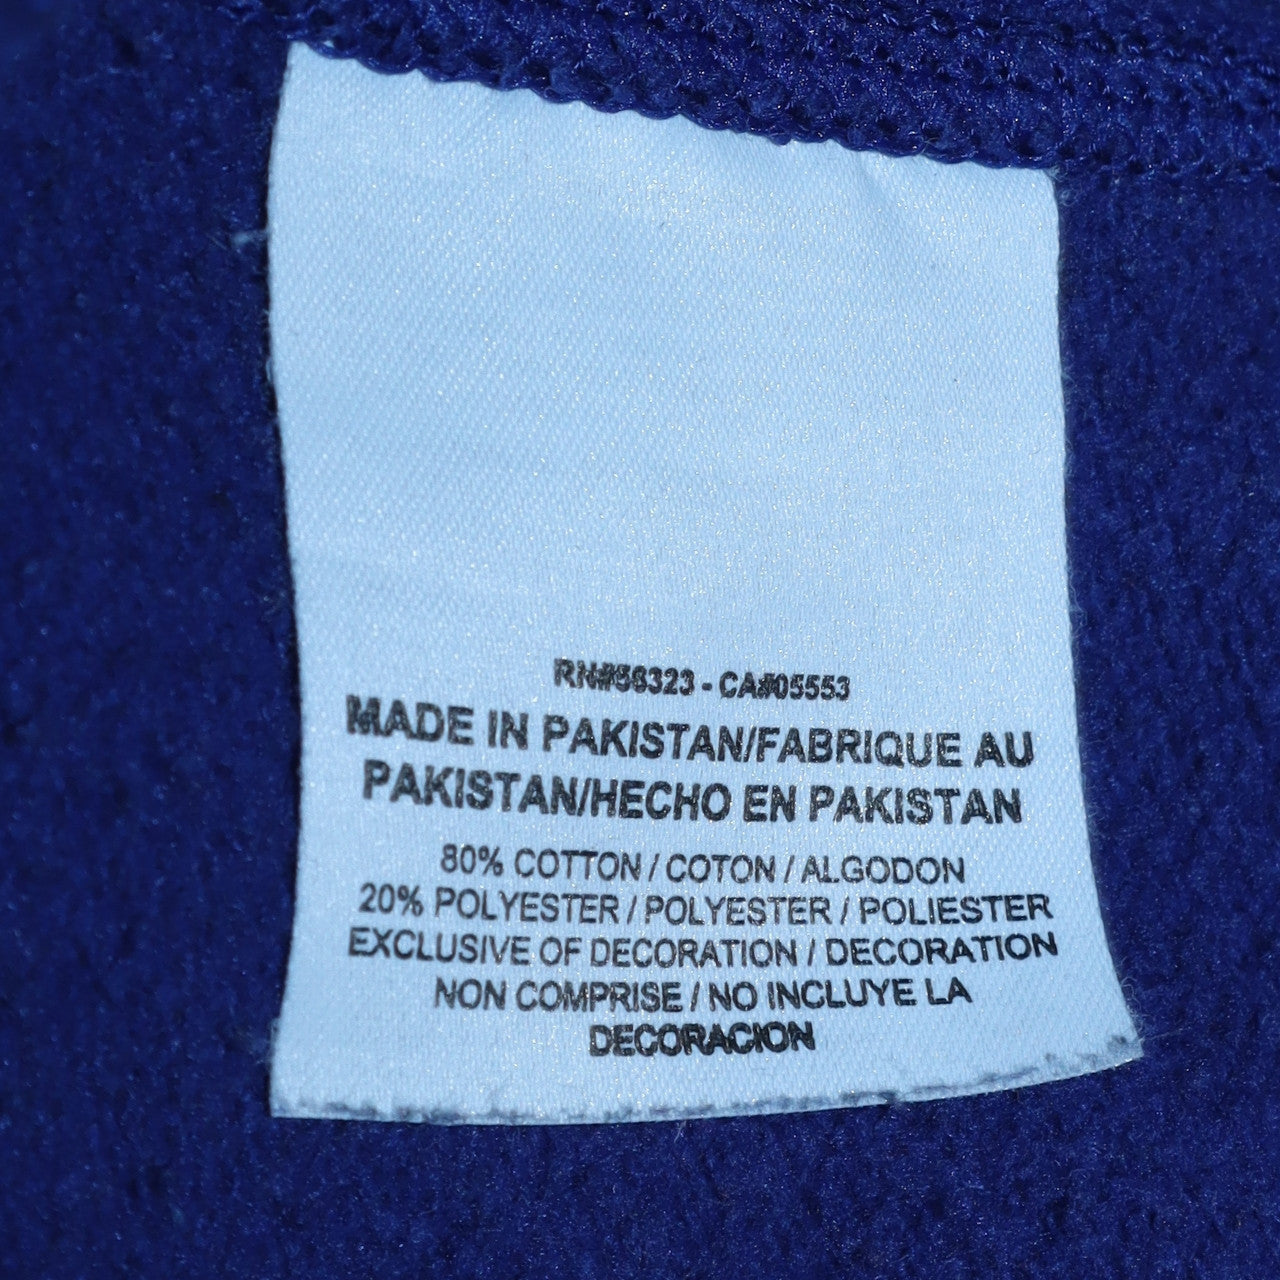 RN#56323 - CA#05553
MADE IN PAKISTAN/FABRIQUE AU
PAKISTAN/HECHO EN PAKISTAN
80% COTTON / COTON / ALGODON
20% POLYESTER / POLYESTER / POLIESTER
EXCLUSIVE OF DECORATION / DECORATION
NON COMPRISE / NO INCLUYE LA
DECORACION